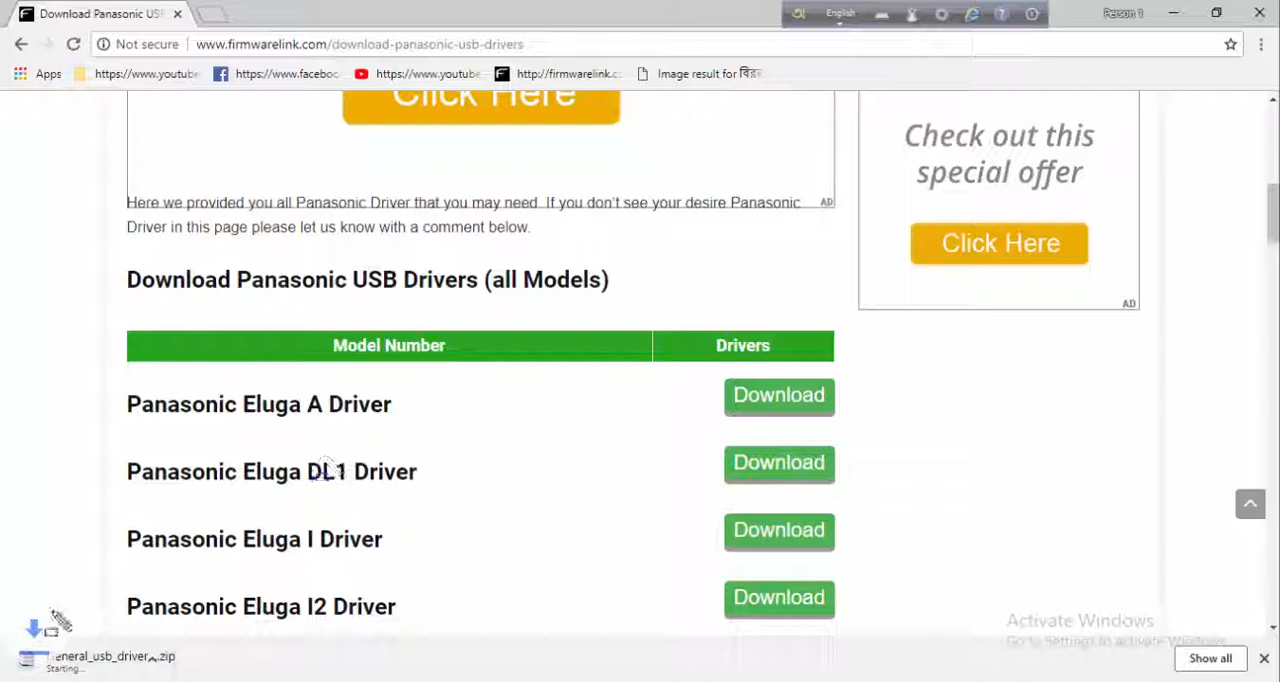 Download Panasonic USB
English
Person 1
Not secure
www.firmwarelink.com/download-panasonic-usb-drivers
Apps
https://www.youtube
https://www.faceboo
https://www.youtube
http://firmwarelink.c
Image result for বির
Click Here
Check out this
special offer
Click Here
AD
Here we provided you all Panasonic Driver that you may need. If you don't see your desire Panasonic
AD
Driver in this page please let us know with a comment below.
Download Panasonic USB Drivers (all Models)
Model Number
Drivers
Panasonic Eluga A Driver
Download
Panasonic Eluga DL1 Driver
Download
Panasonic Eluga I Driver
Download
Panasonic Eluga I2 Driver
Download
Activate Windows
Go to Settings to activate Windows.
eneral_usb_driver
.zip
Starting...
Show all